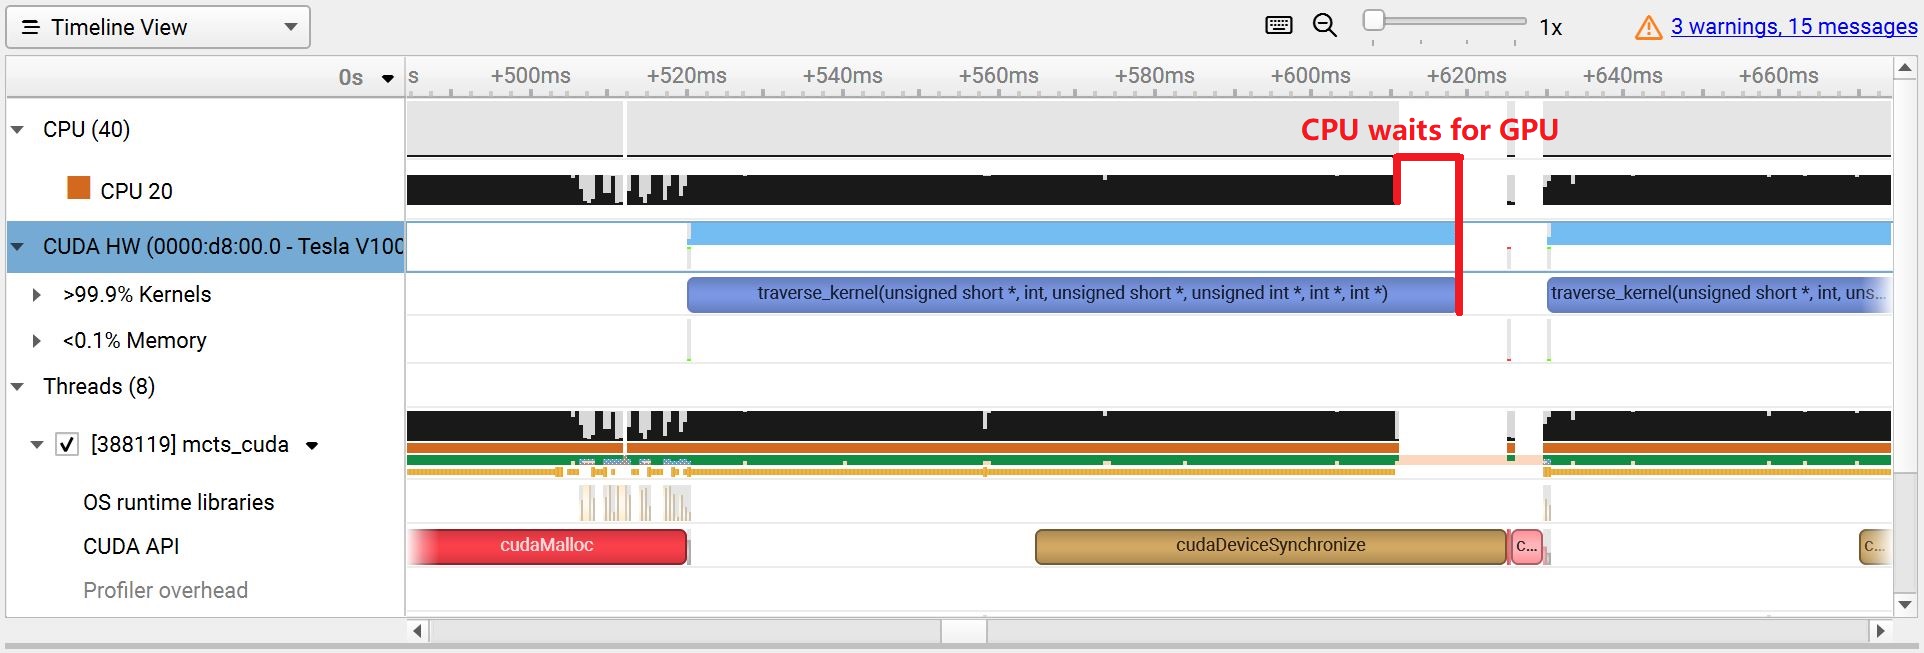 Timeline View
1x
3 warnings, 15 messages
0s
s
+500ms
+520ms
+540ms
+560ms
+580ms
+600ms
+620ms
+640ms
+660ms
CPU (40)
CPU waits for GPU
CPU 20
CUDA HW (0000:d8:00.0 - Tesla V100
>99.9% Kernels
traverse_kernel(unsigned short *, int, unsigned short *, unsigned int *, int *, int *)
traverse_kernel(unsigned short *, int, uns...
<0.1% Memory
Threads (8)
[388119] mcts_cuda
OS runtime libraries
CUDA API
cudaMalloc
cudaDeviceSynchronize
c...
c...
Profiler overhead